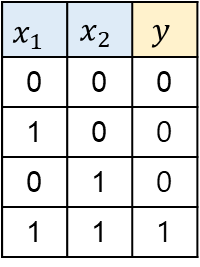 x₁ x₂ y
0 0 0
1 0 0
0 1 0
1 1 1